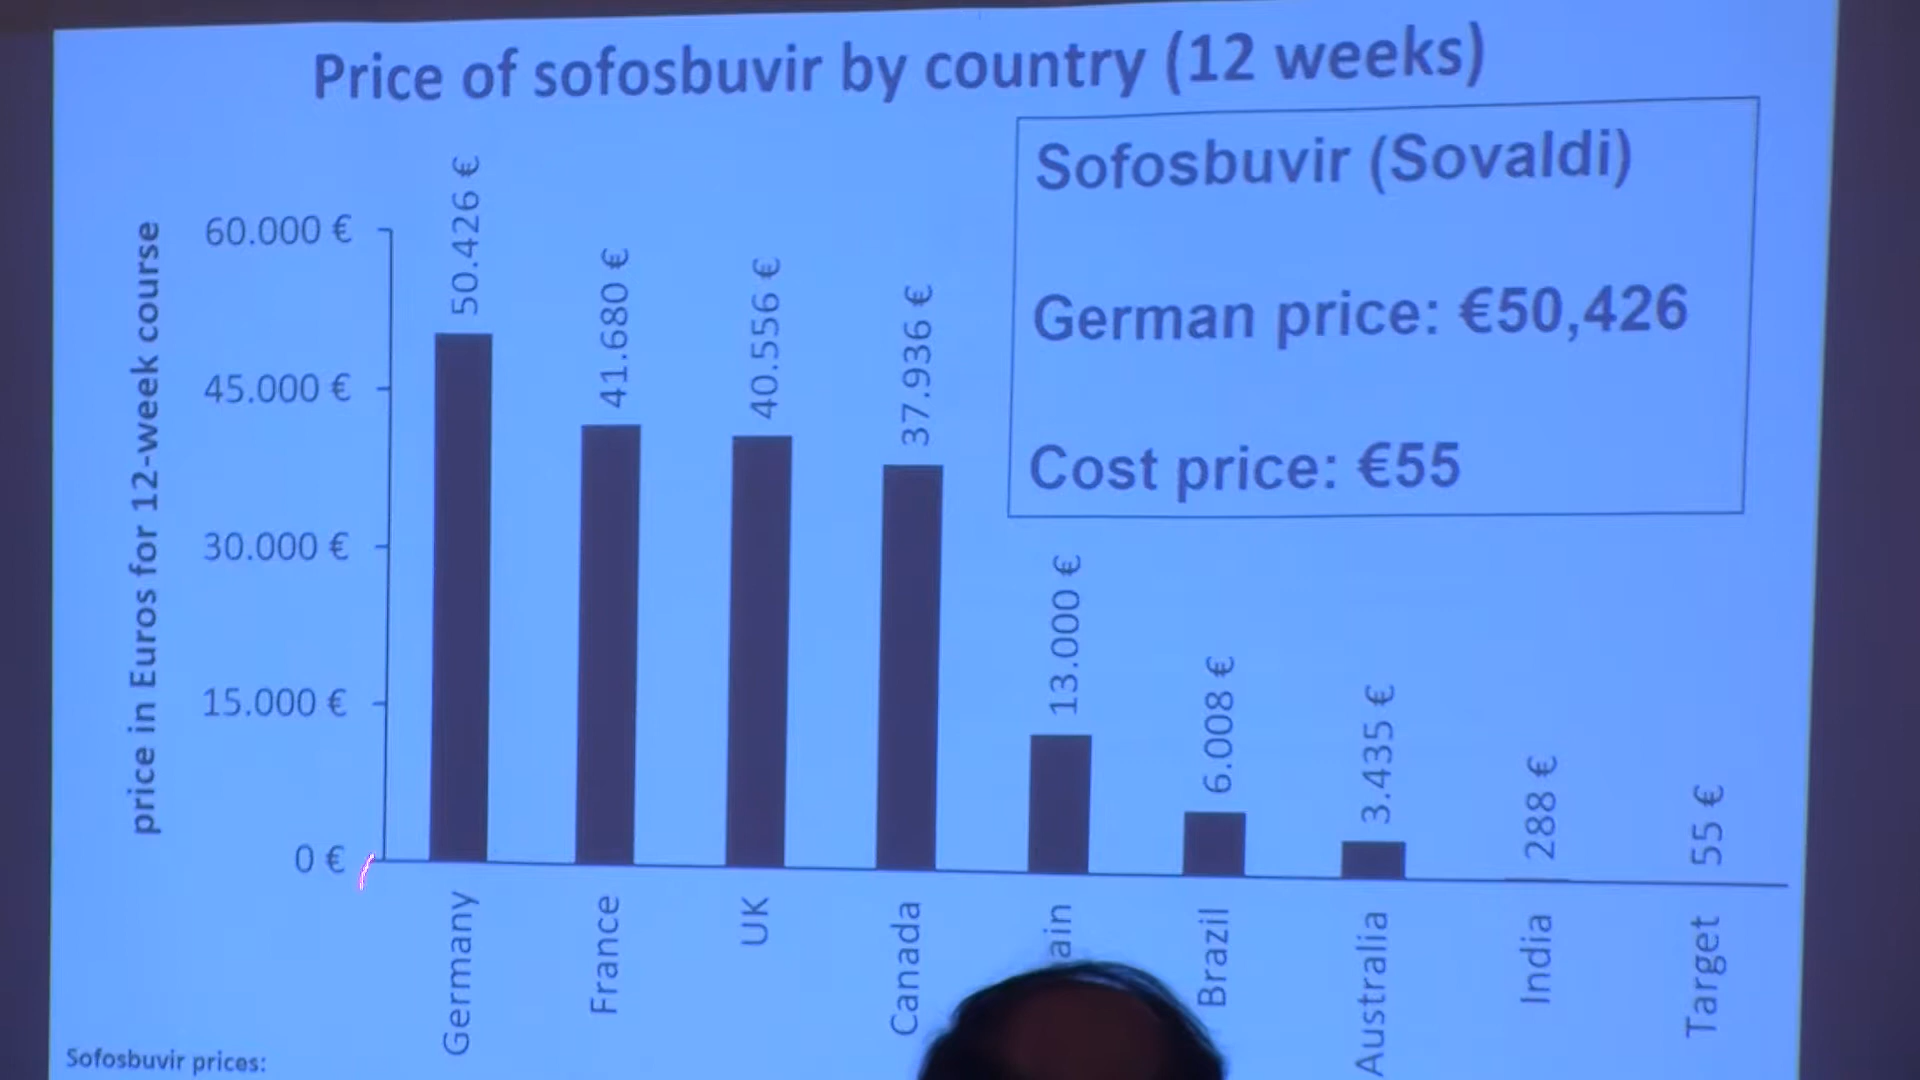 Price of sofosbuvir by country (12 weeks)
Sofosbuvir (Sovaldi)
German price: €50,426
Cost price: €55
price in Euros for 12-week course
60.000 €
45.000 €
30.000 €
15.000 €
0 €
50.426 €
41.680 €
40.556 €
37.936 €
13.000 €
6.008 €
3.435 €
288 €
55 €
Germany
France
UK
Canada
ain
Brazil
Australia
India
Target
Sofosbuvir prices: